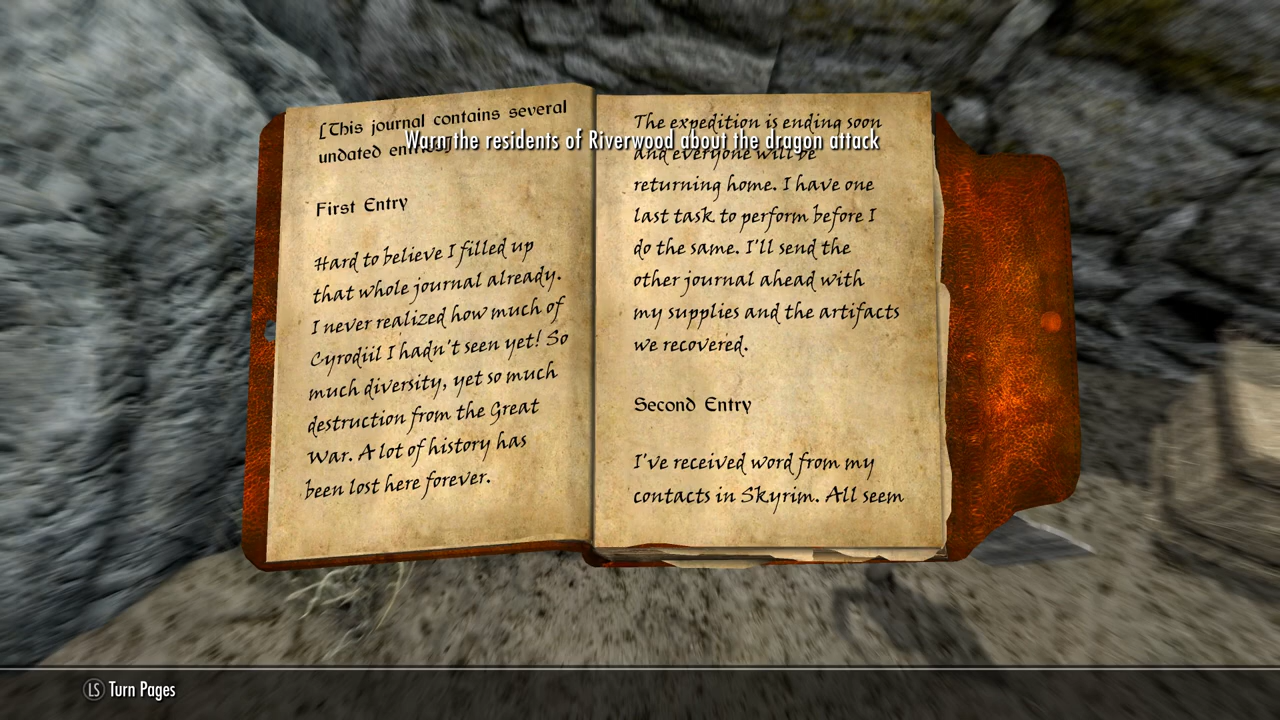 [This journal contains several
undated entries]
Warn the residents of Riverwood about the dragon attack
First Entry
Hard to believe I filled up
that whole journal already.
I never realized how much of
Cyrodiil I hadn't seen yet! So
much diversity, yet so much
destruction from the Great
War. A lot of history has
been lost here forever.
The expedition is ending soon
and everyone will be
returning home. I have one
last task to perform before I
do the same. I'll send the
other journal ahead with
my supplies and the artifacts
we recovered.
Second Entry
I've received word from my
contacts in Skyrim. All seem
LS Turn Pages